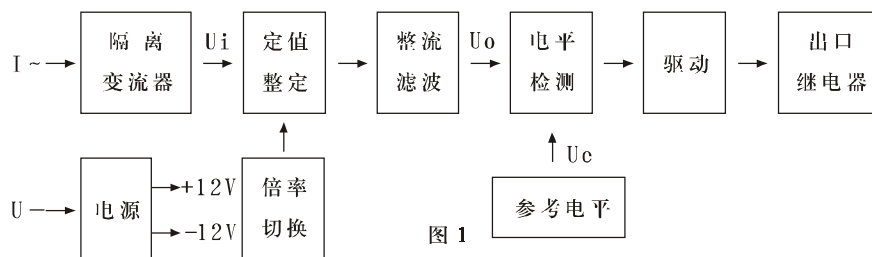 I~
隔离
变流器
Ui
定值
整定
整流
滤波
Uo
电平
检测
驱动
出口
继电器
U—
电源
+12V
-12V
倍率
切换
Uc
参考电平
图1